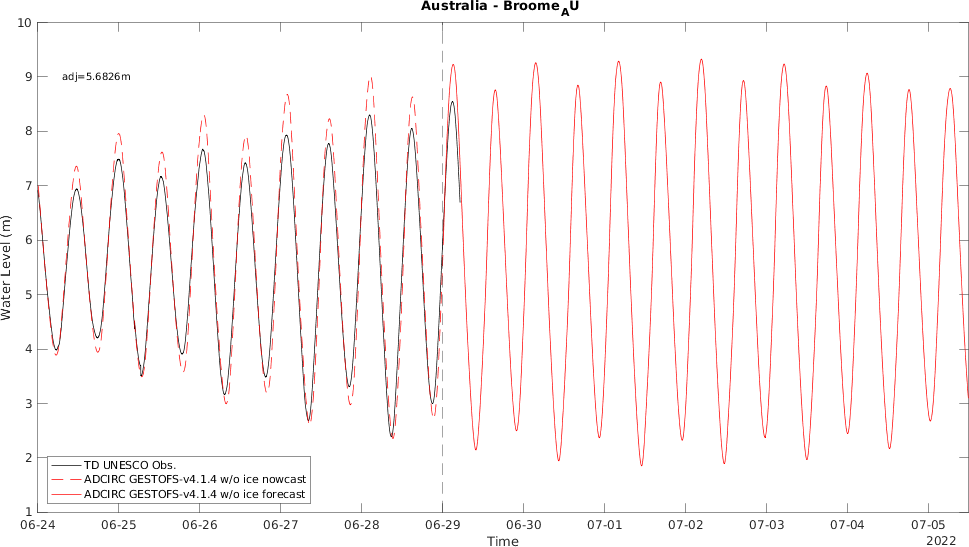 Australia - Broome_AU
10
9
adj=5.6826m
8
7
6
5
4
3
2
1
Water Level (m)
TD UNESCO Obs.
ADCIRC GESTOFS-v4.1.4 w/o ice nowcast
ADCIRC GESTOFS-v4.1.4 w/o ice forecast
06-24 06-25 06-26 06-27 06-28 06-29 06-30 07-01 07-02 07-03 07-04 07-05
Time
2022